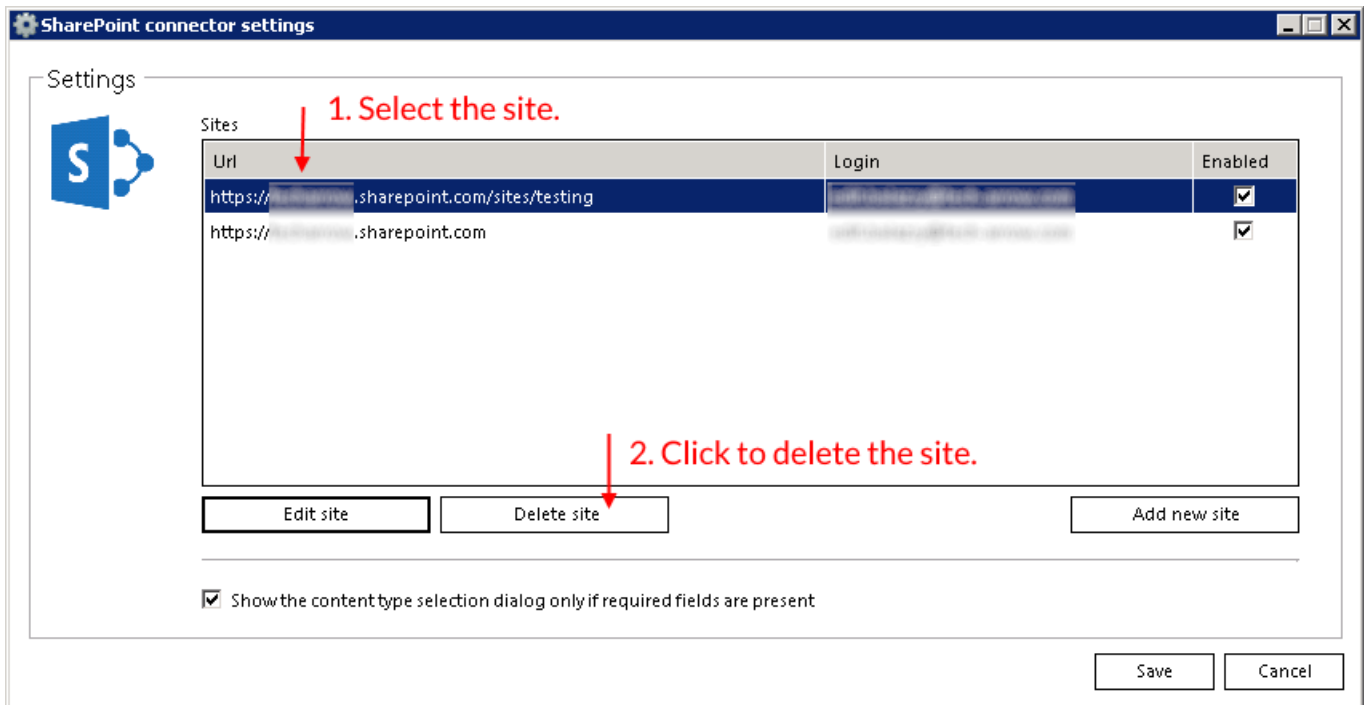 SharePoint connector settings
Settings
1. Select the site.
S
Sites
Url Login Enabled
https:// .sharepoint.com/sites/testing
https:// .sharepoint.com
2. Click to delete the site.
Edit site Delete site Add new site
Show the content type selection dialog only if required fields are present
Save Cancel